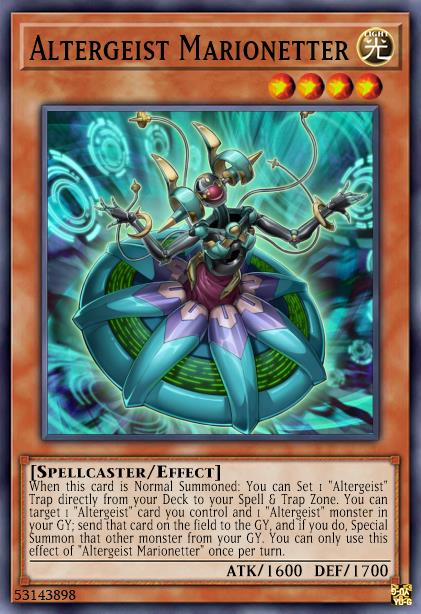 ALTERGEIST MARIONETTER
LIGHT
光
[SPELLCASTER/EFFECT]
When this card is Normal Summoned: You can Set 1 "Altergeist"
Trap directly from your Deck to your Spell & Trap Zone. You can
target 1 "Altergeist" card you control and 1 "Altergeist" monster in
your GY; send that card on the field to the GY, and if you do, Special
Summon that other monster from your GY. You can only use this
effect of "Altergeist Marionetter" once per turn.
ATK/1600 DEF/1700
53143898